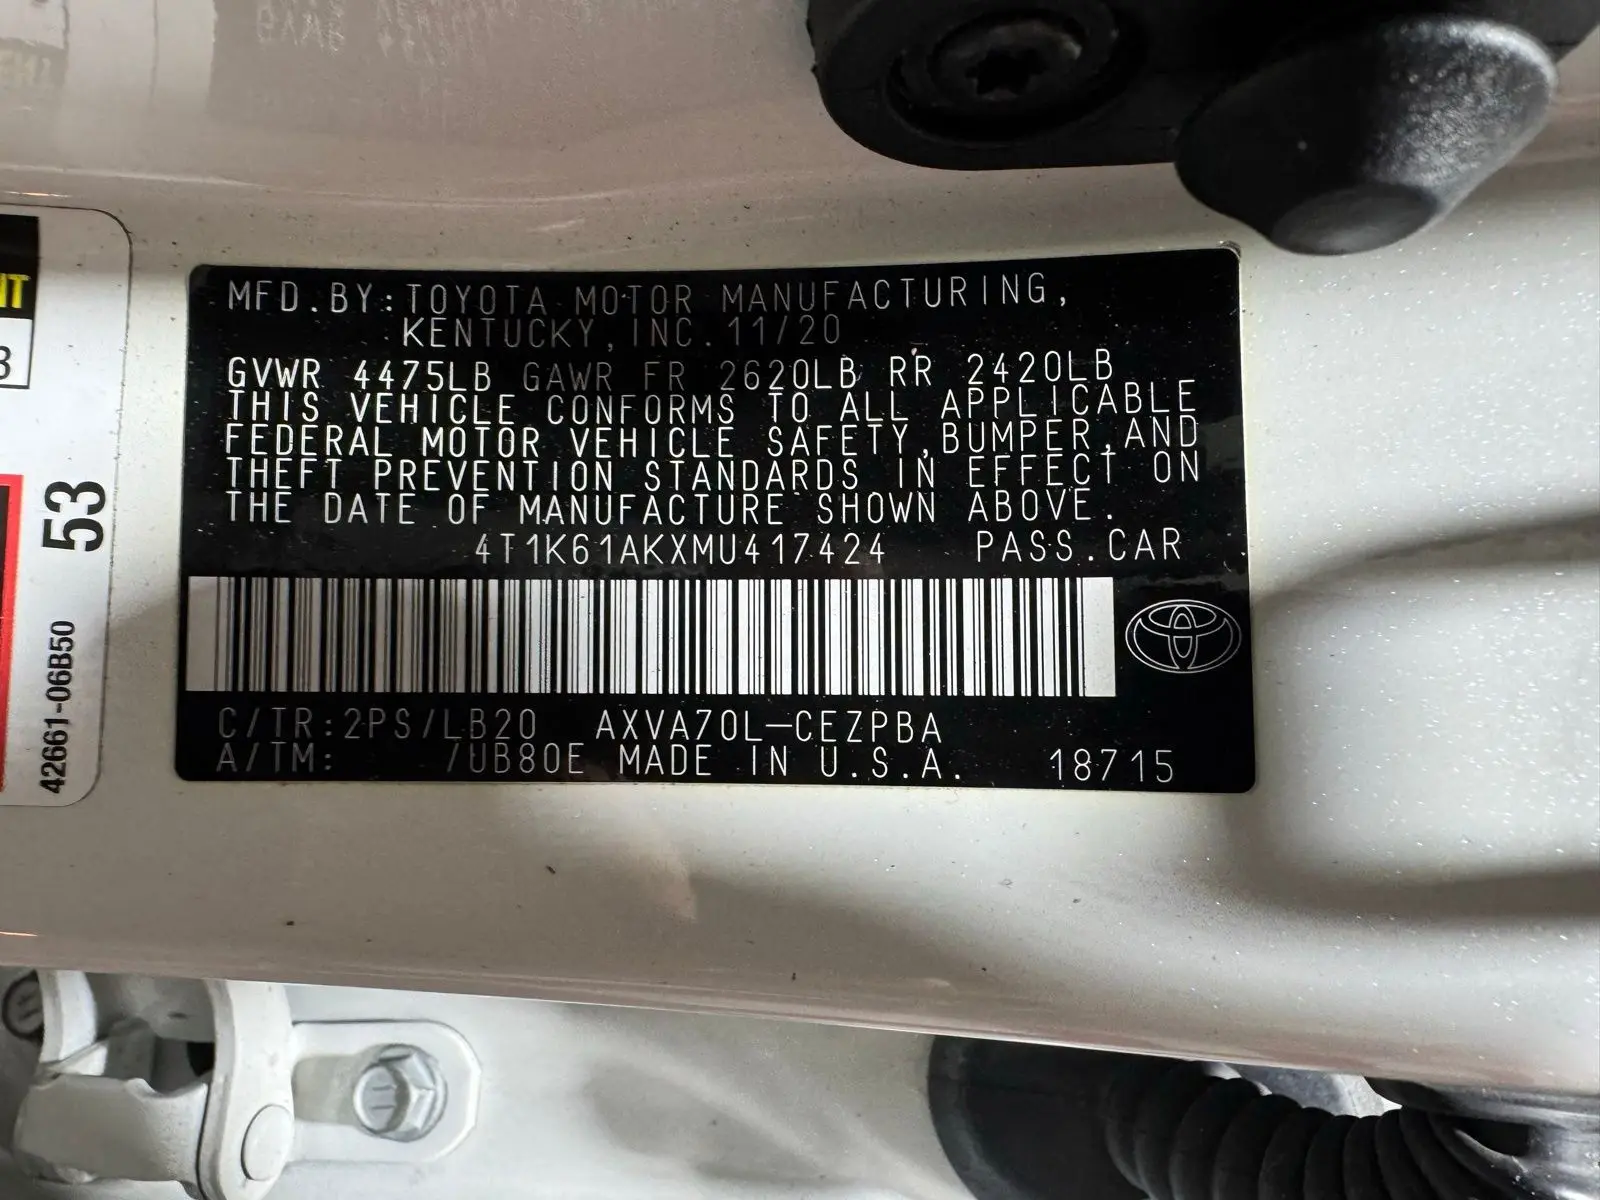 NT
3
53
42661-06B50
MFD.BY:TOYOTA MOTOR MANUFACTURING,
KENTUCKY,INC.11/20
GVWR 4475LB GAWR FR 2620LB RR 2420LB
THIS VEHICLE CONFORMS TO ALL APPLICABLE
FEDERAL MOTOR VEHICLE SAFETY,BUMPER,AND
THEFT PREVENTION STANDARDS IN EFFECT ON
THE DATE OF MANUFACTURE SHOWN ABOVE.
4T1K61AKXMU417424 PASS.CAR
C/TR:2PS/LB20 AXVA70L-CEZPBA
A/TM: /UB80E MADE IN U.S.A. 18715